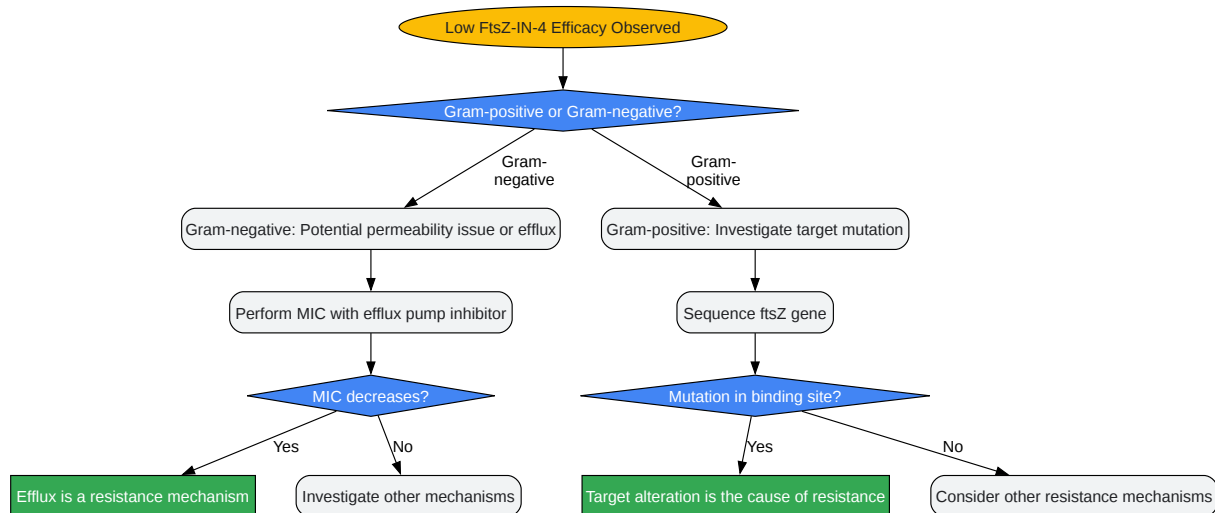 Low FtsZ-IN-4 Efficacy Observed
Gram-positive or Gram-negative?
Gram-
negative
Gram-
positive
Gram-negative: Potential permeability issue or efflux
Gram-positive: Investigate target mutation
Perform MIC with efflux pump inhibitor
Sequence ftsZ gene
MIC decreases?
Mutation in binding site?
Yes
No
Yes
No
Efflux is a resistance mechanism
Investigate other mechanisms
Target alteration is the cause of resistance
Consider other resistance mechanisms